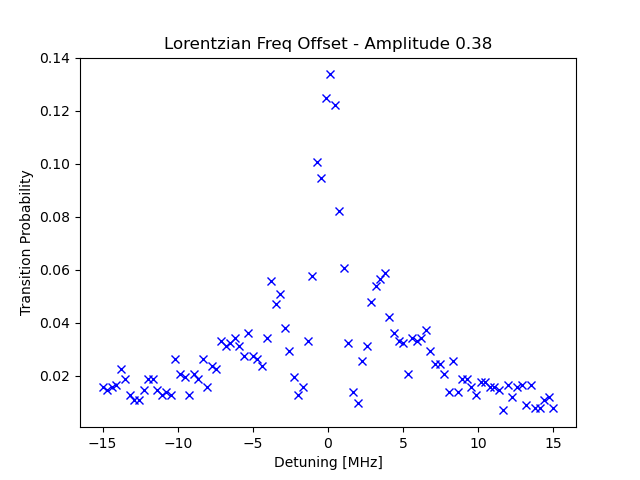 Lorentzian Freq Offset - Amplitude 0.38
0.14
0.12
0.10
0.08
0.06
0.04
0.02
Transition Probability
−15 −10 −5 0 5 10 15
Detuning [MHz]